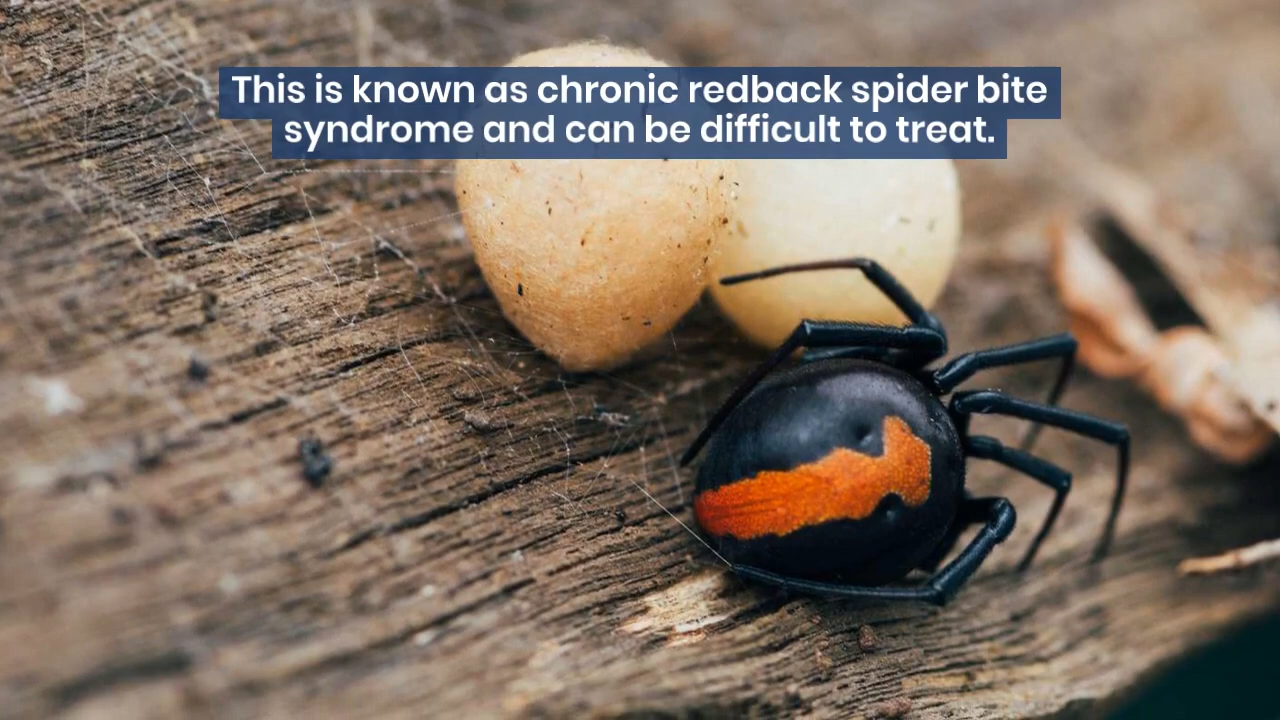 This is known as chronic redback spider bite
syndrome and can be difficult to treat.